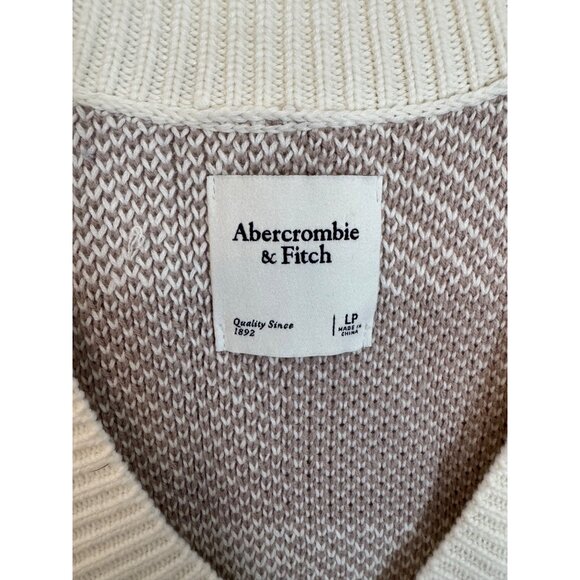 Abercrombie
& Fitch
Quality Since
1892
LP
MADE IN
CHINA